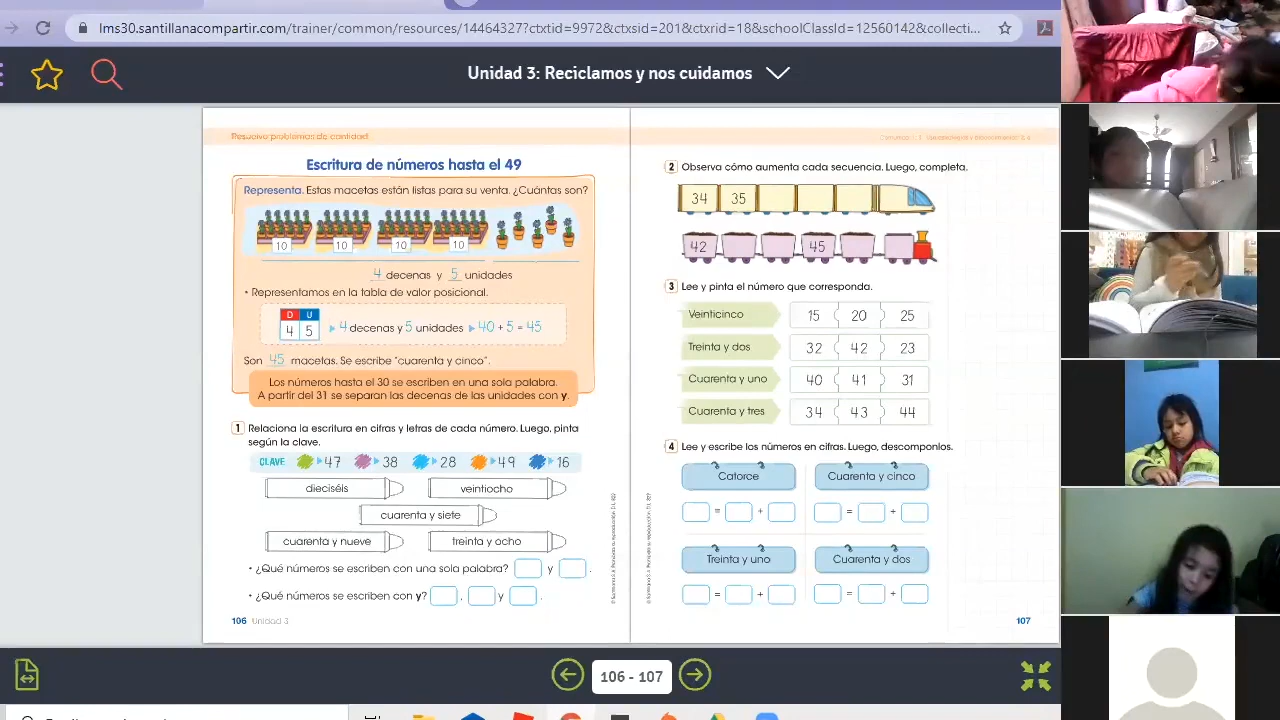 lms30.santillanacompartir.com/trainer/common/resources/14464327?ctxtid=9972&ctxsid=201&ctxrid=18&schoolClassId=12560142&collecti...
Unidad 3: Reciclamos y nos cuidamos
Resuelve problemas de cantidad
Escritura de números hasta el 49
Representa. Estas macetas están listas para su venta. ¿Cuántas son?
10 10 10 10
4 decenas y 5 unidades
• Representamos en la tabla de valor posicional.
D U
4 5 4 decenas y 5 unidades 40 + 5 = 45
Son 45 macetas. Se escribe "cuarenta y cinco".
Los números hasta el 30 se escriben en una sola palabra.
A partir del 31 se separan las decenas de las unidades con y.
1 Relaciona la escritura en cifras y letras de cada número. Luego, pinta
según la clave.
CLAVE 47 38 28 49 16
dieciséis veintiocho
cuarenta y siete
cuarenta y nueve treinta y ocho
• ¿Qué números se escriben con una sola palabra? y .
• ¿Qué números se escriben con y? , y .
106 Unidad 3
2 Observa cómo aumenta cada secuencia. Luego, completa.
34 35
42 45
3 Lee y pinta el número que corresponda.
Veinticinco 15 20 25
Treinta y dos 32 42 23
Cuarenta y uno 40 41 31
Cuarenta y tres 34 43 44
4 Lee y escribe los números en cifras. Luego, descomponlos.
Catorce Cuarenta y cinco
= + = +
Treinta y uno Cuarenta y dos
= + = +
107
106 - 107